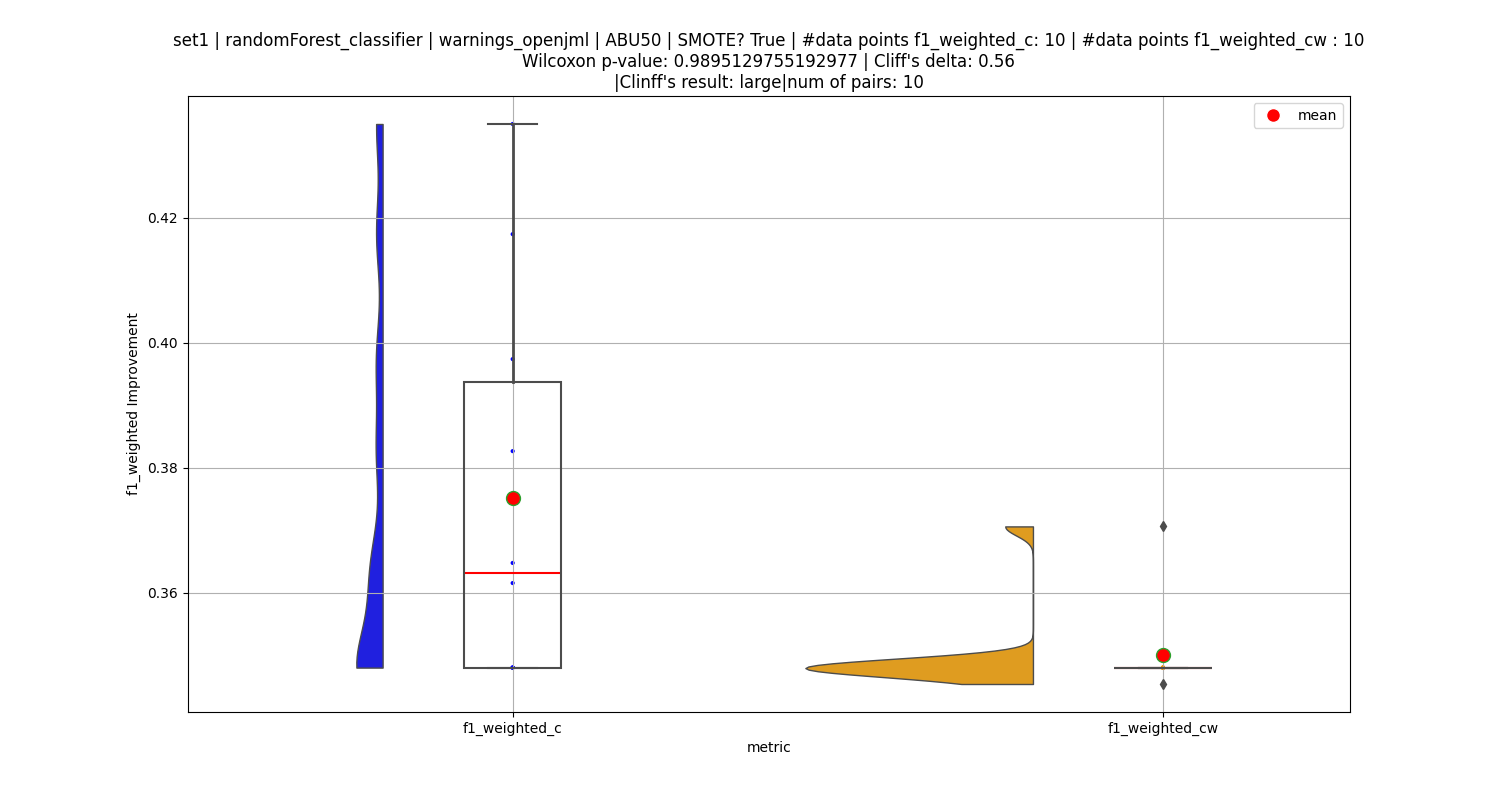 set1 | randomForest_classifier | warnings_openjml | ABU50 | SMOTE? True | #data points f1_weighted_c: 10 | #data points f1_weighted_cw : 10
Wilcoxon p-value: 0.9895129755192977 | Cliff's delta: 0.56
|Clinff's result: large|num of pairs: 10
mean
0.42
0.40
0.38
0.36
f1_weighted Improvement
f1_weighted_c
f1_weighted_cw
metric